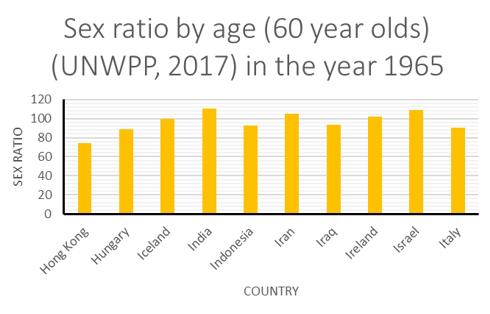 Sex ratio by age (60 year olds)
(UNWPP, 2017) in the year 1965
120
100
80
60
40
20
0
SEX RATIO
Hong Kong
Hungary
Iceland
India
Indonesia
Iran
Iraq
Ireland
Israel
Italy
COUNTRY